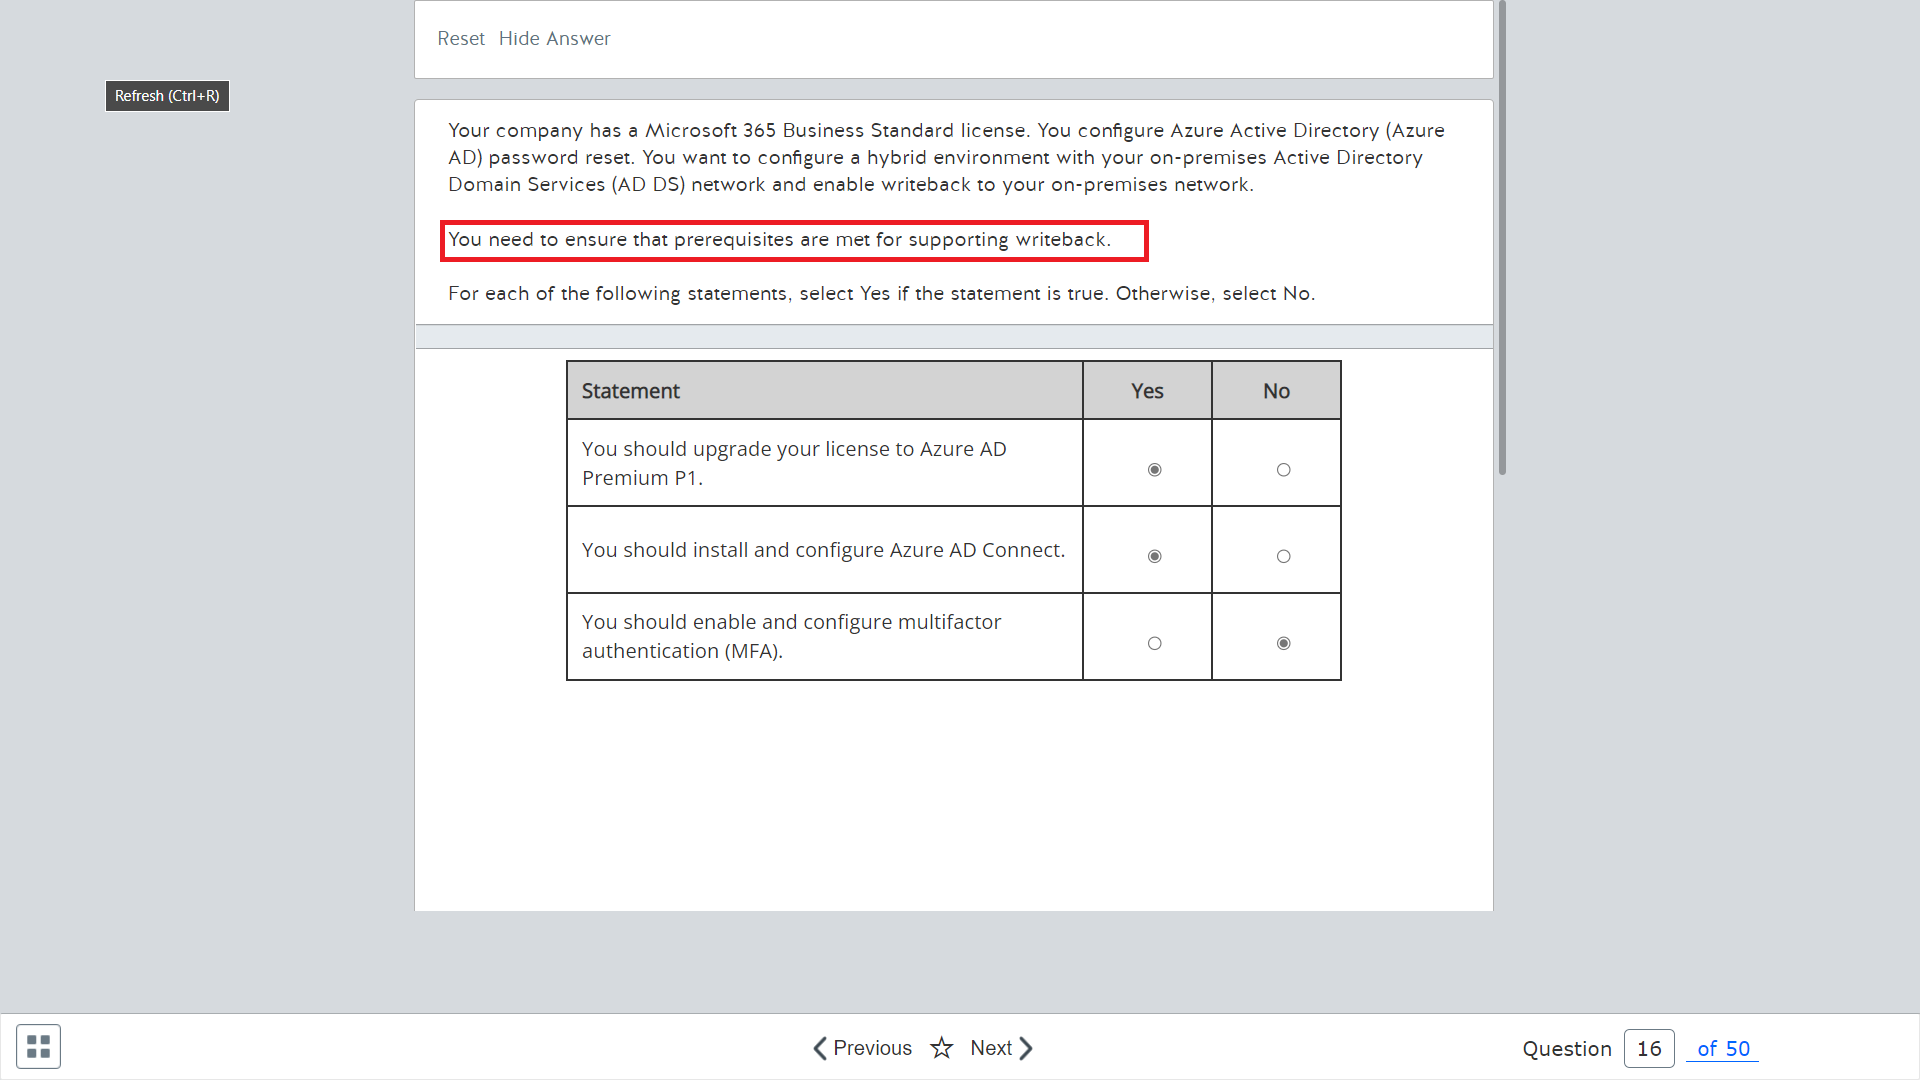 Reset Hide Answer
Refresh (Ctrl+R)
Your company has a Microsoft 365 Business Standard license. You configure Azure Active Directory (Azure
AD) password reset. You want to configure a hybrid environment with your on-premises Active Directory
Domain Services (AD DS) network and enable writeback to your on-premises network.
You need to ensure that prerequisites are met for supporting writeback.
For each of the following statements, select Yes if the statement is true. Otherwise, select No.
Statement Yes No
You should upgrade your license to Azure AD
Premium P1.
You should install and configure Azure AD Connect.
You should enable and configure multifactor
authentication (MFA).
Previous Next Question 16 of 50